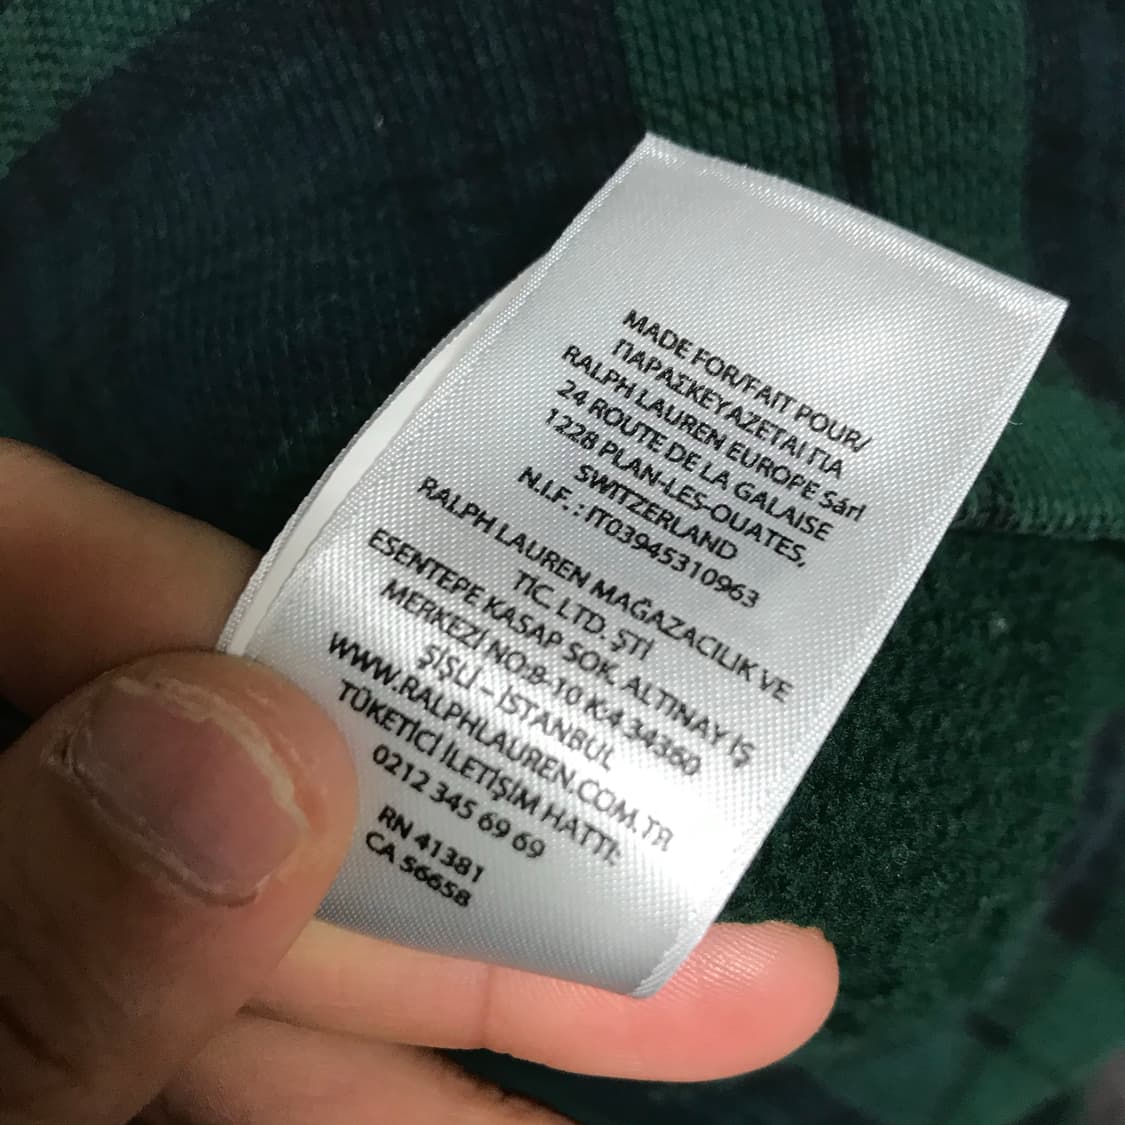 MADE FOR/FAIT POUR/
ΠΑΡΑΣΚΕΥΑΖΕΤΑΙ ΠΑ
RALPH LAUREN EUROPE Sárl
24 ROUTE DE LA GALAISE
1228 PLAN-LES-OUATES,
SWITZERLAND
N.I.F. : IT03945310963
RALPH LAUREN MAĞAZACILIK VE
TİC. LTD. ŞTİ
ESENTEPE KASAP SOK. ALTINAY İŞ
MERKEZİ NO:8-10 K:4 34360
ŞİŞLİ - İSTANBUL
WWW.RALPHLAUREN.COM.TR
TÜKETİCİ İLETİŞİM HATTI:
0212 345 69 69
RN 41381
CA 56658